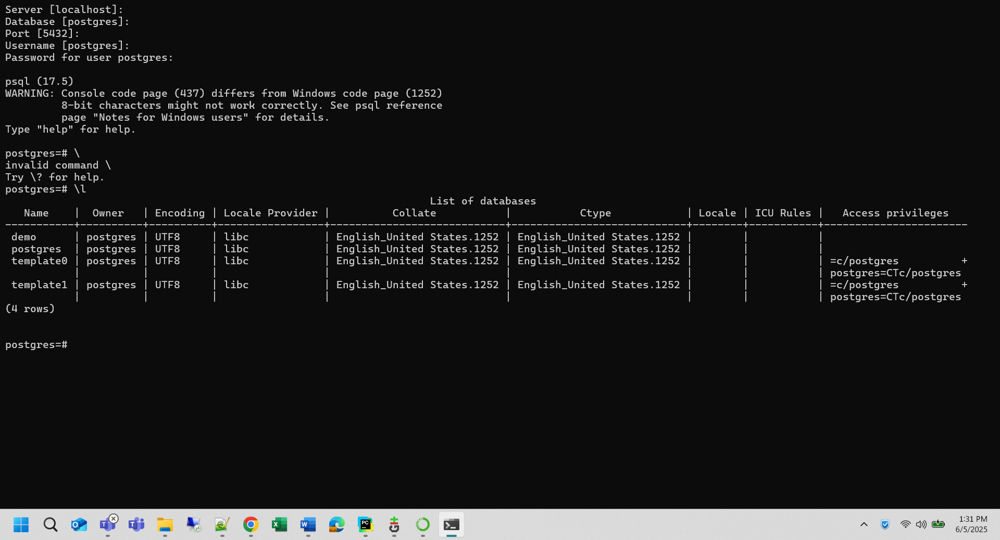 Server [localhost]:
Database [postgres]:
Port [5432]:
Username [postgres]:
Password for user postgres:

psql (17.5)
WARNING: Console code page (437) differs from Windows code page (1252)
         8-bit characters might not work correctly. See psql reference
         page "Notes for Windows users" for details.
Type "help" for help.

postgres=# \
invalid command \
Try \? for help.
postgres=# \l
                                                                    List of databases
   Name    |  Owner   | Encoding | Locale Provider |          Collate           |           Ctype            | Locale | ICU Rules |   Access privileges
-----------+----------+----------+-----------------+----------------------------+----------------------------+--------+-----------+-----------------------
 demo      | postgres | UTF8     | libc            | English_United States.1252 | English_United States.1252 |        |           |
 postgres  | postgres | UTF8     | libc            | English_United States.1252 | English_United States.1252 |        |           |
 template0 | postgres | UTF8     | libc            | English_United States.1252 | English_United States.1252 |        |           | =c/postgres          +
           |          |          |                 |                            |                            |        |           | postgres=CTc/postgres
 template1 | postgres | UTF8     | libc            | English_United States.1252 | English_United States.1252 |        |           | =c/postgres          +
           |          |          |                 |                            |                            |        |           | postgres=CTc/postgres
(4 rows)


postgres=#
1:31 PM
6/5/2025